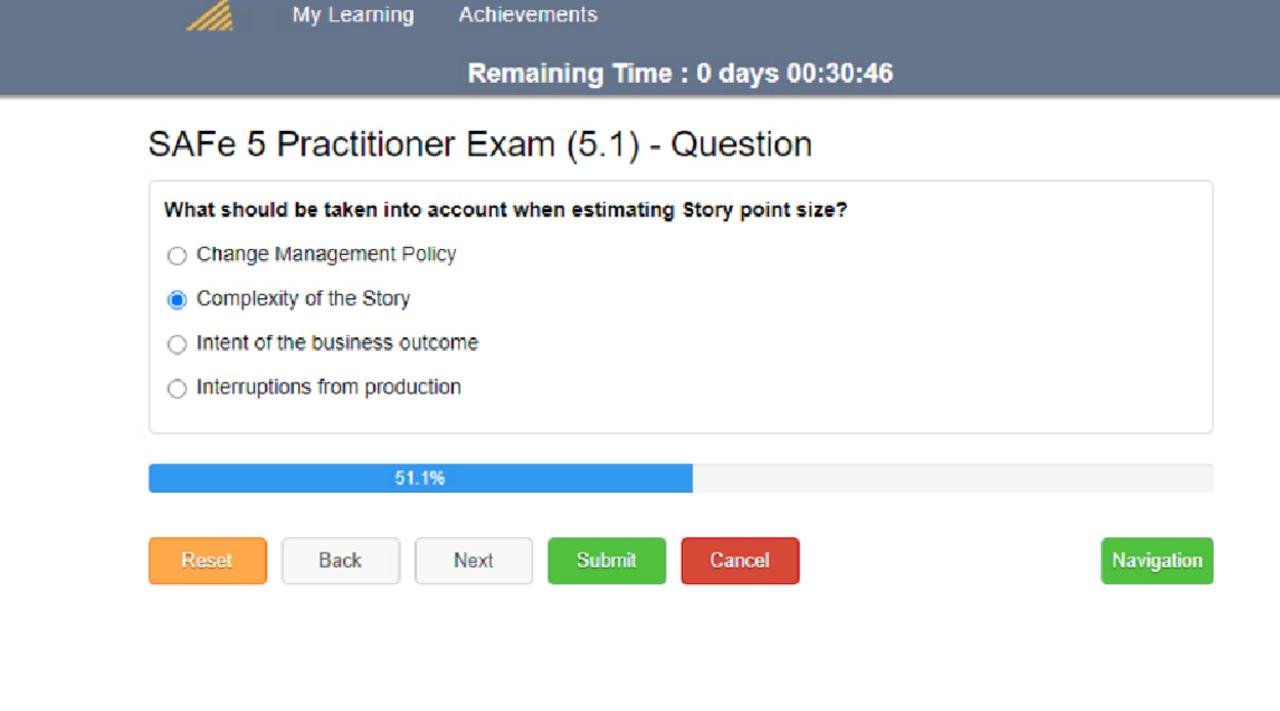 My Learning Achievements
Remaining Time : 0 days 00:30:46
SAFe 5 Practitioner Exam (5.1) - Question
What should be taken into account when estimating Story point size?
Change Management Policy
Complexity of the Story
Intent of the business outcome
Interruptions from production
51.1%
Reset Back Next Submit Cancel Navigation